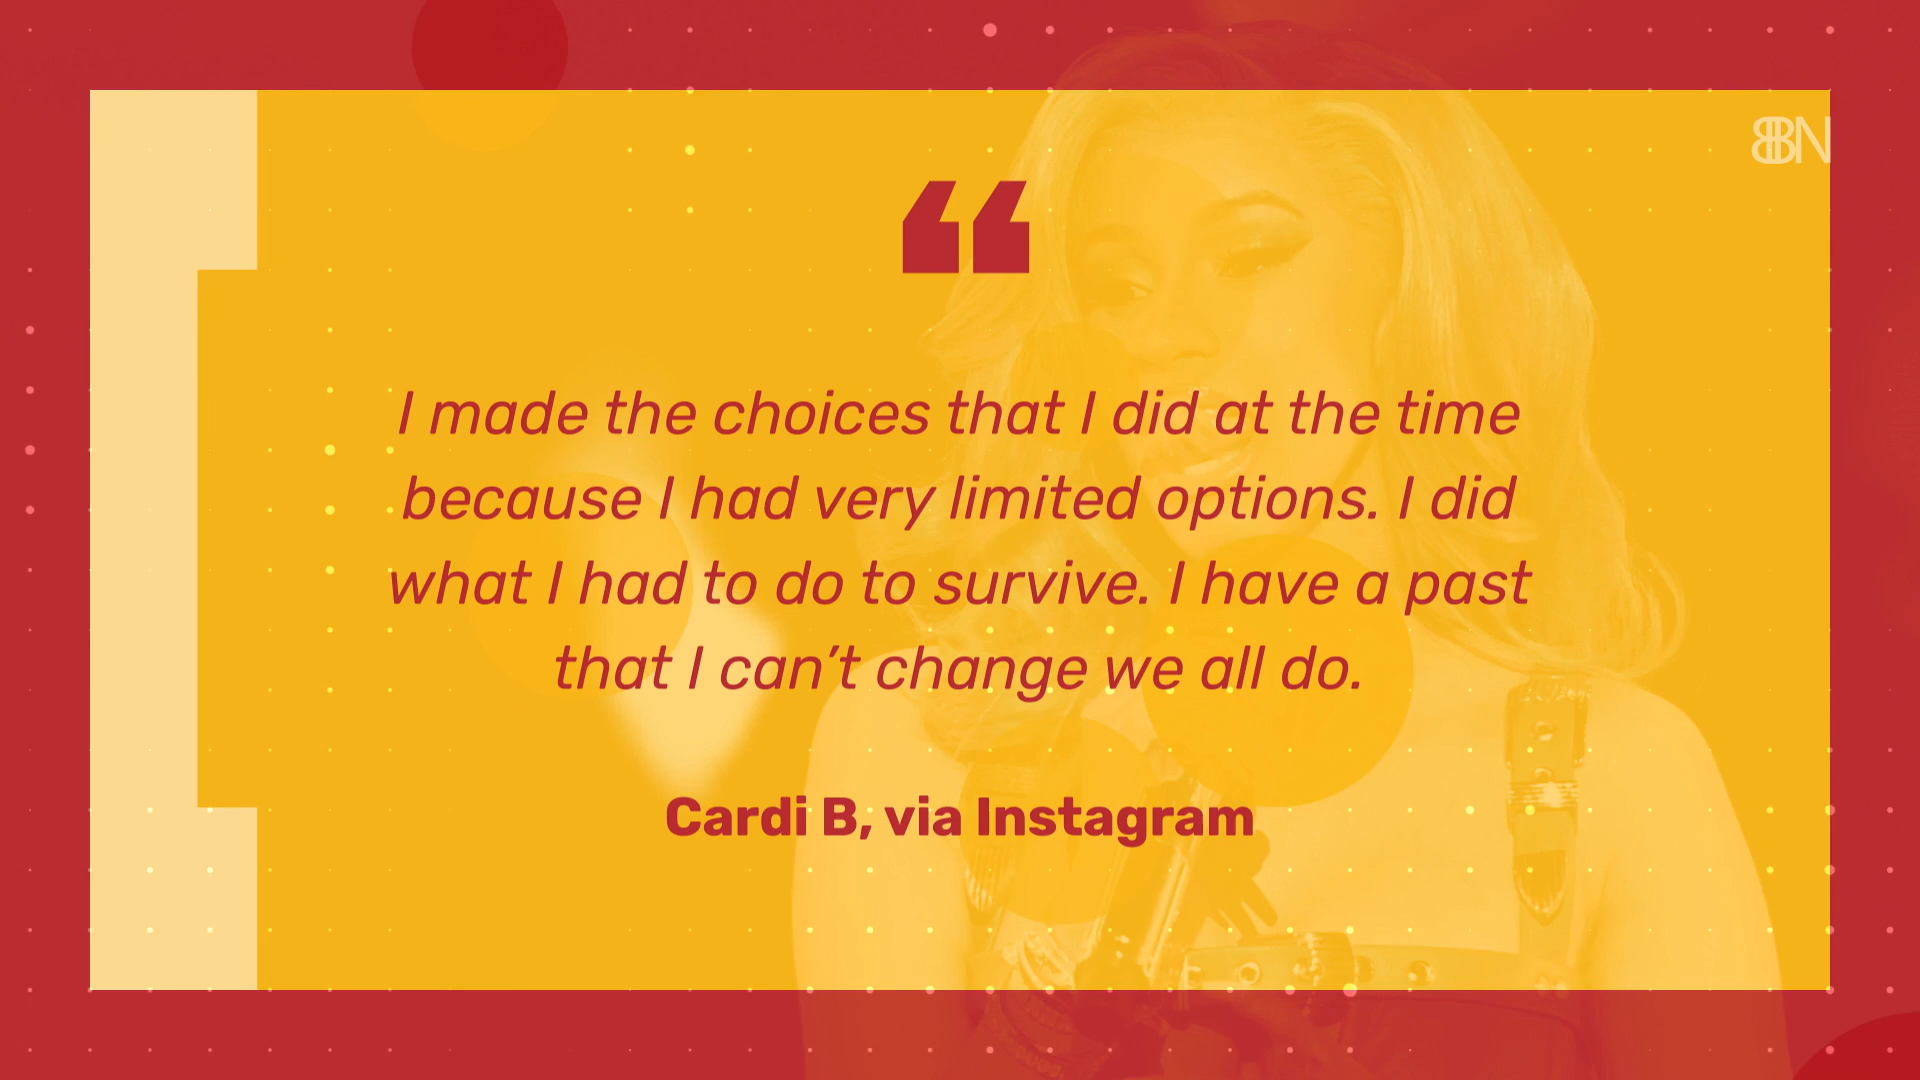 BBN
“
I made the choices that I did at the time
because I had very limited options. I did
what I had to do to survive. I have a past
that I can’t change we all do.
Cardi B, via Instagram